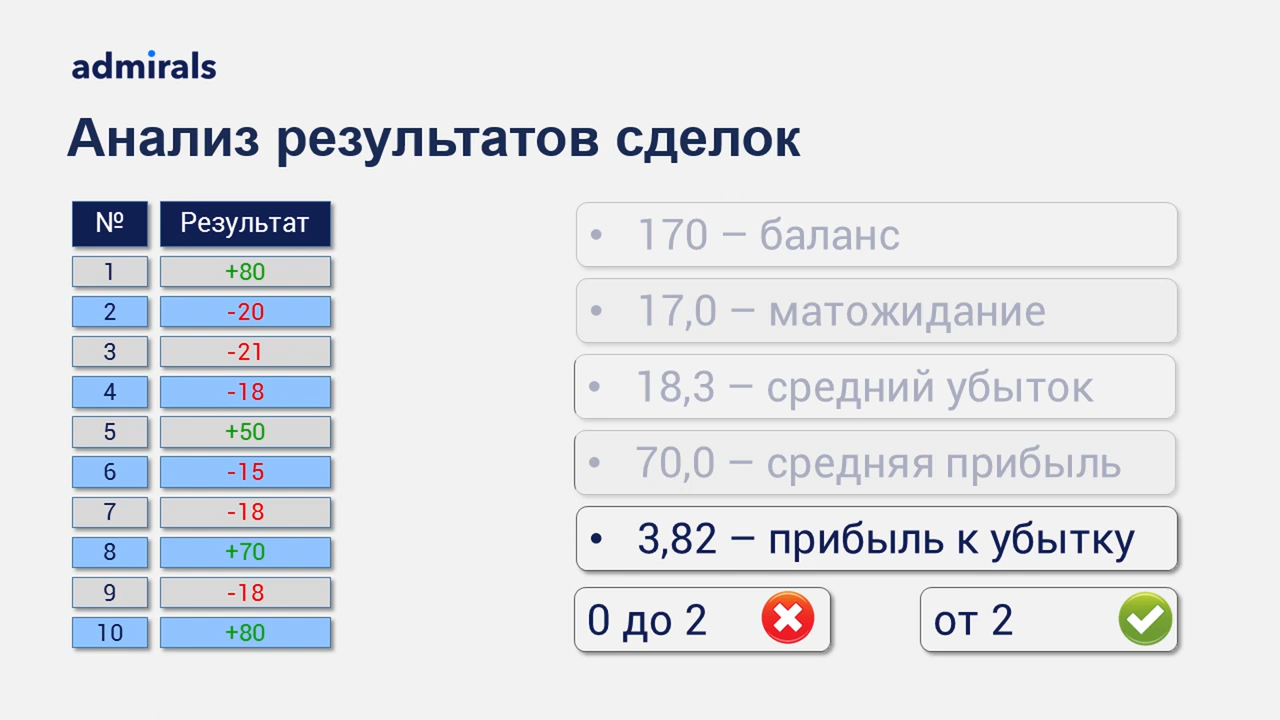 admirals
Анализ результатов сделок
№ Результат
1 +80
2 -20
3 -21
4 -18
5 +50
6 -15
7 -18
8 +70
9 -18
10 +80
• 170 – баланс
• 17,0 – матожидание
• 18,3 – средний убыток
• 70,0 – средняя прибыль
• 3,82 – прибыль к убытку
0 до 2
от 2